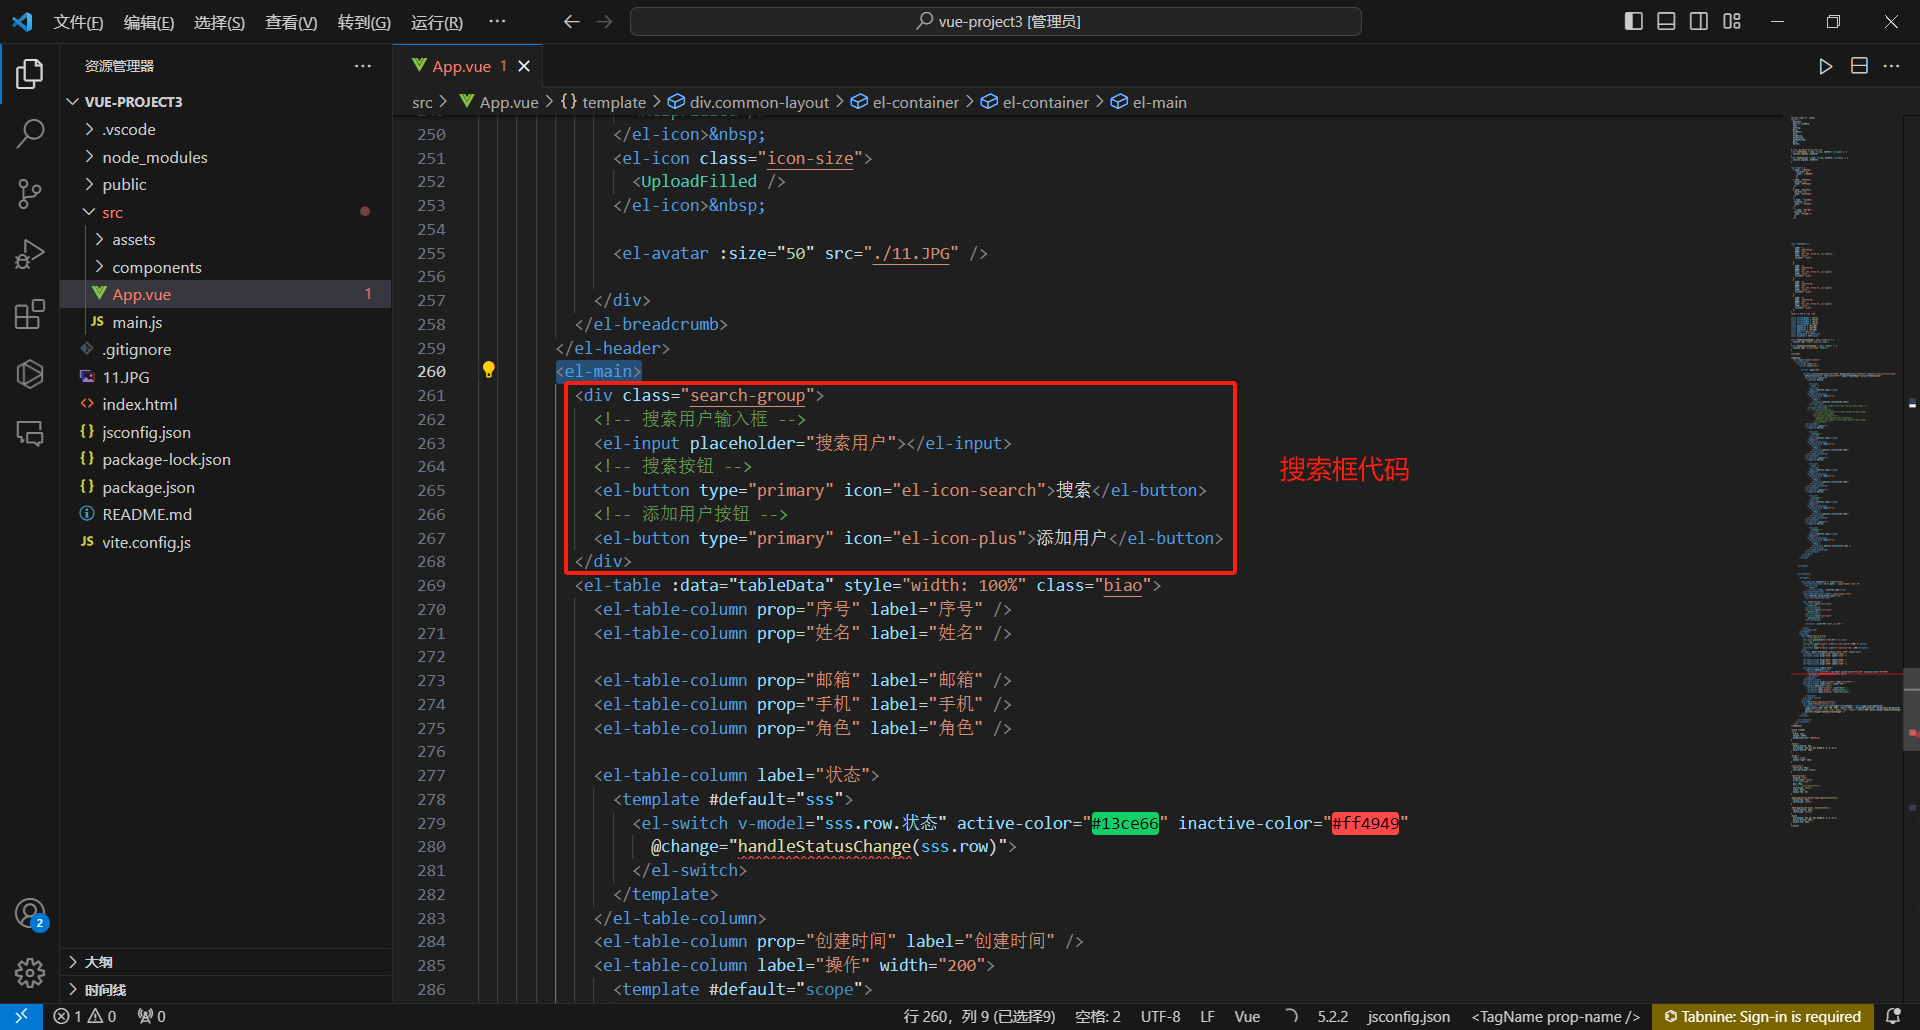 文件(F) 编辑(E) 选择(S) 查看(V) 转到(G) 运行(R) ··· vue-project3 [管理员]
资源管理器 ···
VUE-PROJECT3
.vscode
node_modules
public
src
assets
components
App.vue 1
JS main.js
.gitignore
11.JPG
index.html
jsconfig.json
package-lock.json
package.json
README.md
JS vite.config.js
大纲
时间线
2
App.vue 1
src > App.vue > {} template > div.common-layout > el-container > el-container > el-main
250 </el-icon>&nbsp;
251 <el-icon class="icon-size">
252 <UploadFilled />
253 </el-icon>&nbsp;
254
255 <el-avatar :size="50" src="./11.JPG" />
256
257 </div>
258 </el-breadcrumb>
259 </el-header>
260 <el-main>
261 <div class="search-group">
262 <!-- 搜索用户输入框 -->
263 <el-input placeholder="搜索用户"></el-input>
264 <!-- 搜索按钮 -->
265 <el-button type="primary" icon="el-icon-search">搜索</el-button>
266 <!-- 添加用户按钮 -->
267 <el-button type="primary" icon="el-icon-plus">添加用户</el-button>
268 </div>
搜索框代码
269 <el-table :data="tableData" style="width: 100%" class="biao">
270 <el-table-column prop="序号" label="序号" />
271 <el-table-column prop="姓名" label="姓名" />
272
273 <el-table-column prop="邮箱" label="邮箱" />
274 <el-table-column prop="手机" label="手机" />
275 <el-table-column prop="角色" label="角色" />
276
277 <el-table-column label="状态">
278 <template #default="sss">
279 <el-switch v-model="sss.row.状态" active-color="#13ce66" inactive-color="#ff4949"
280 @change="handleStatusChange(sss.row)">
281 </el-switch>
282 </template>
283 </el-table-column>
284 <el-table-column prop="创建时间" label="创建时间" />
285 <el-table-column label="操作" width="200">
286 <template #default="scope">
1 0 0 行 260，列 9 (已选择9) 空格: 2 UTF-8 LF Vue 5.2.2 jsconfig.json <TagName prop-name /> Tabnine: Sign-in is required